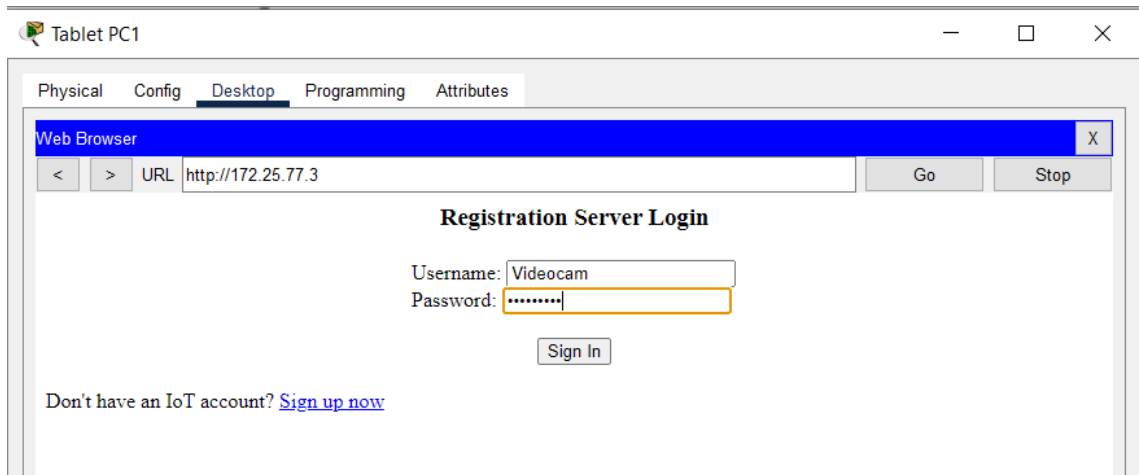 Tablet PC1
Physical Config Desktop Programming Attributes
Web Browser X
< > URL http://172.25.77.3 Go Stop
Registration Server Login
Username: Videocam
Password: •••••••••
Sign In
Don't have an IoT account? Sign up now